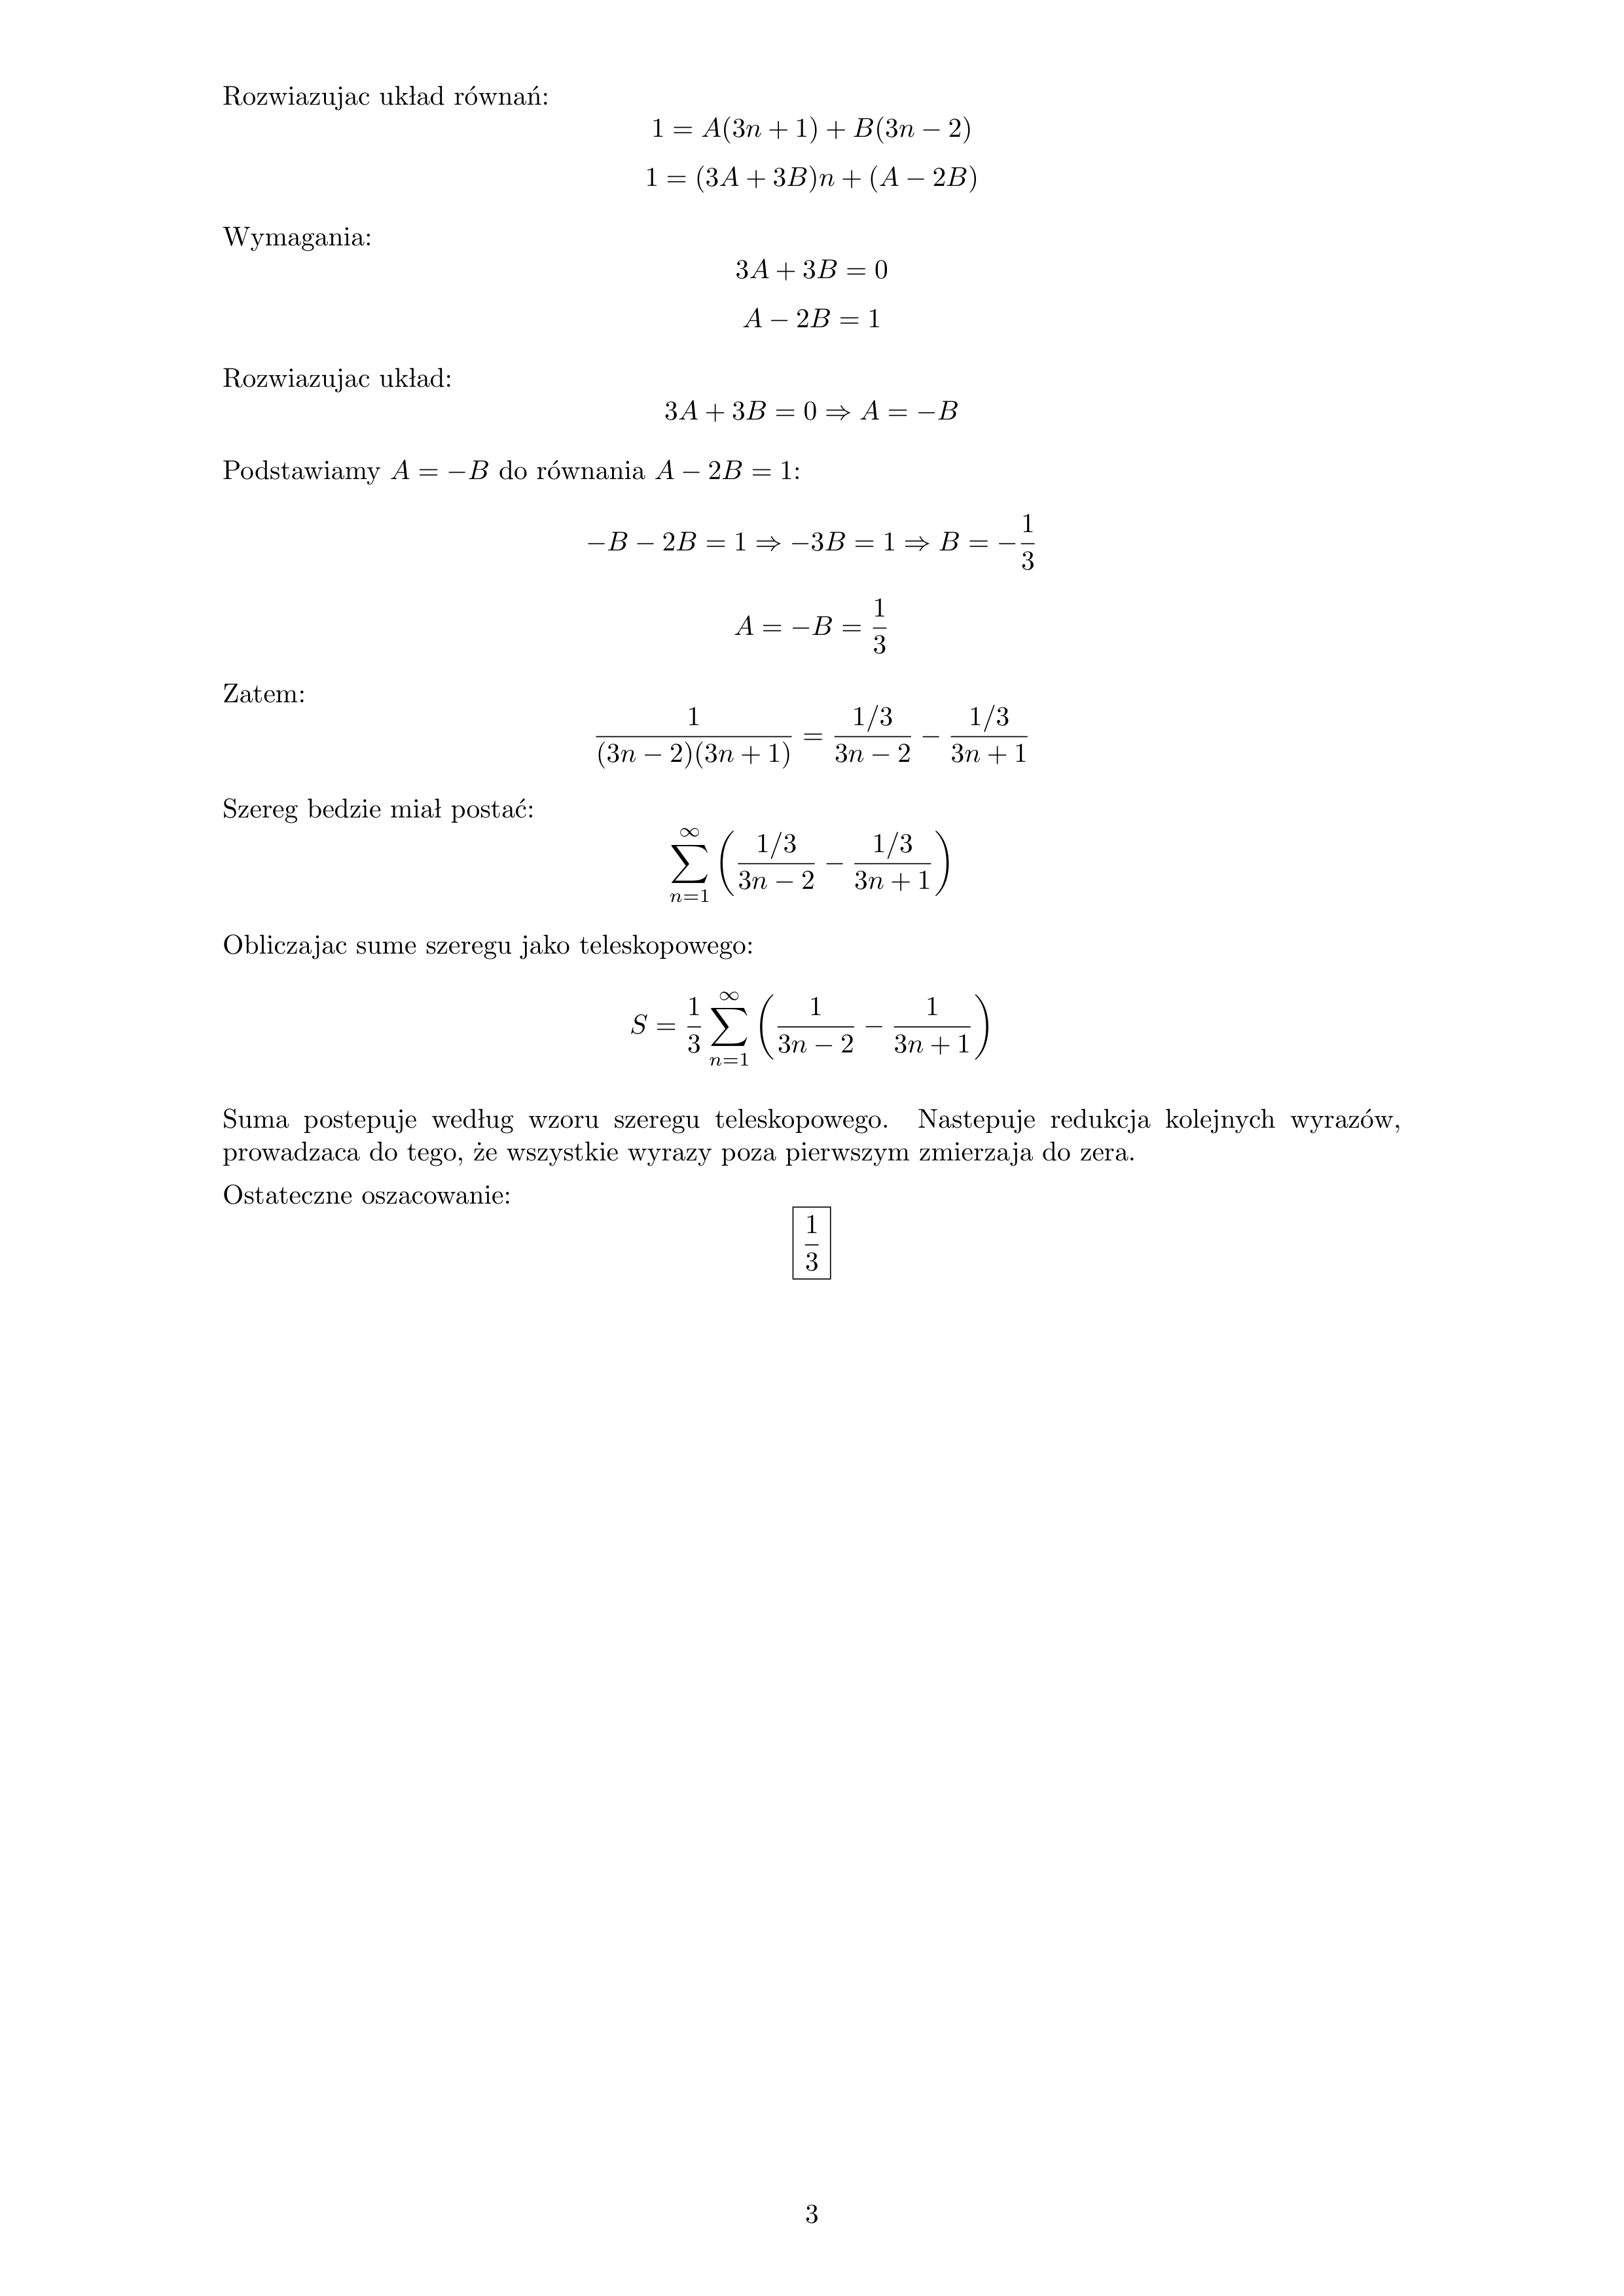 Rozwiazujac układ równań:
1 = A(3n + 1) + B(3n − 2)
1 = (3A + 3B)n + (A − 2B)
Wymagania:
3A + 3B = 0
A − 2B = 1
Rozwiazujac układ:
3A + 3B = 0 ⇒ A = −B
Podstawiamy A = −B do równania A − 2B = 1:
−B − 2B = 1 ⇒ −3B = 1 ⇒ B = −\frac{1}{3}
A = −B = \frac{1}{3}
Zatem:
\frac{1}{(3n − 2)(3n + 1)} = \frac{1/3}{3n − 2} − \frac{1/3}{3n + 1}
Szereg bedzie miał postać:
\sum_{n=1}^{∞} \left( \frac{1/3}{3n − 2} − \frac{1/3}{3n + 1} \right)
Obliczajac sume szeregu jako teleskopowego:
S = \frac{1}{3} \sum_{n=1}^{∞} \left( \frac{1}{3n − 2} − \frac{1}{3n + 1} \right)
Suma postepuje według wzoru szeregu teleskopowego. Nastepuje redukcja kolejnych wyrazów,
prowadzaca do tego, że wszystkie wyrazy poza pierwszym zmierzaja do zera.
Ostateczne oszacowanie:
\frac{1}{3}
3